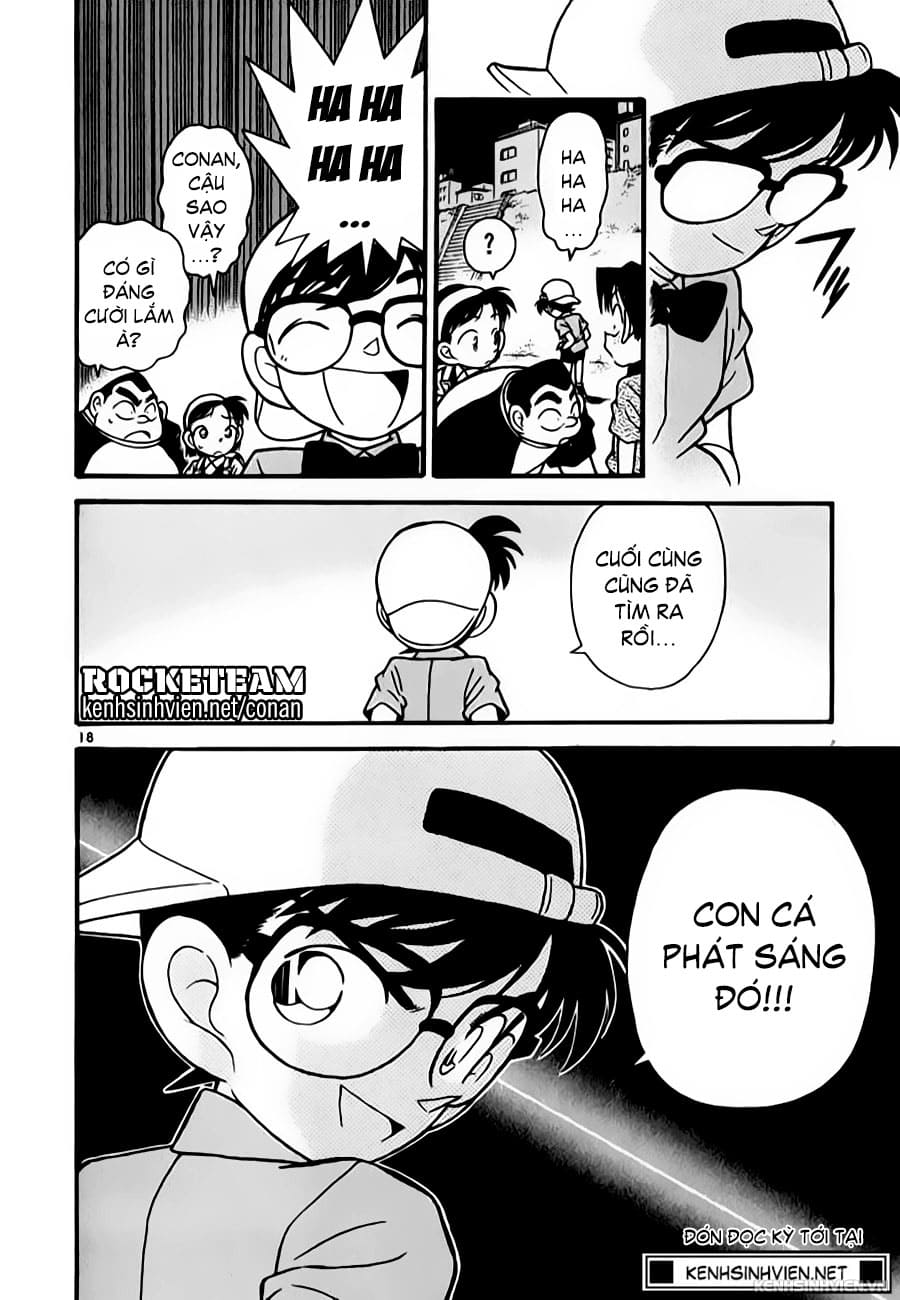 HA
HA
HA
...
?
HA HA
HA HA
...
CONAN,
CẬU
SAO
VẬY
...?
CÓ GÌ
ĐÁNG
CƯỜI LẮM
À?
CUỐI CÙNG
CŨNG ĐÃ
TÌM RA
RỒI...
ROCKETEAM
kenhsinhvien.net/conan
18
CON CÁ
PHÁT SÁNG
ĐÓ!!!
ĐÓN ĐỌC KỲ TỚI TẠI
KENHSINHVIEN.NET
KENHSINHVIEN.VN